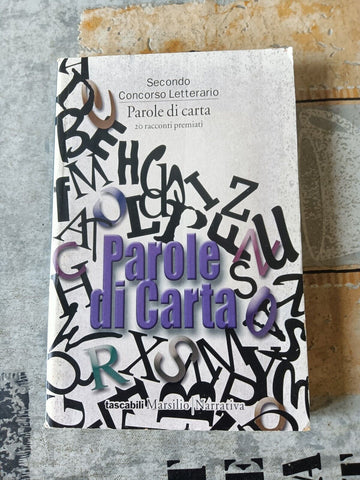 Secondo
Concorso Letterario
Parole di carta
20 racconti premiati
Parole
di Carta
tascabili Marsilio Narrativa